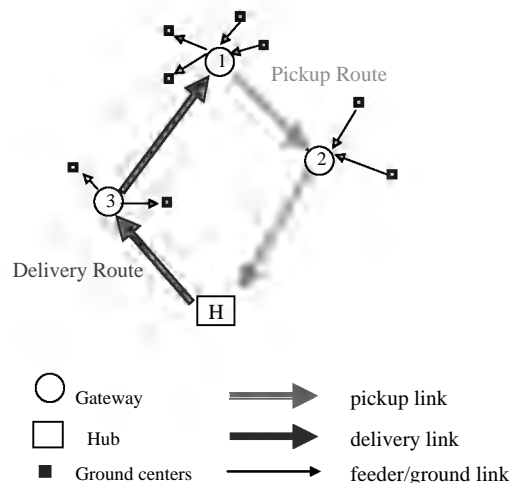 1
Pickup Route
2
3
Delivery Route
H
Gateway
pickup link
Hub
delivery link
Ground centers
feeder/ground link